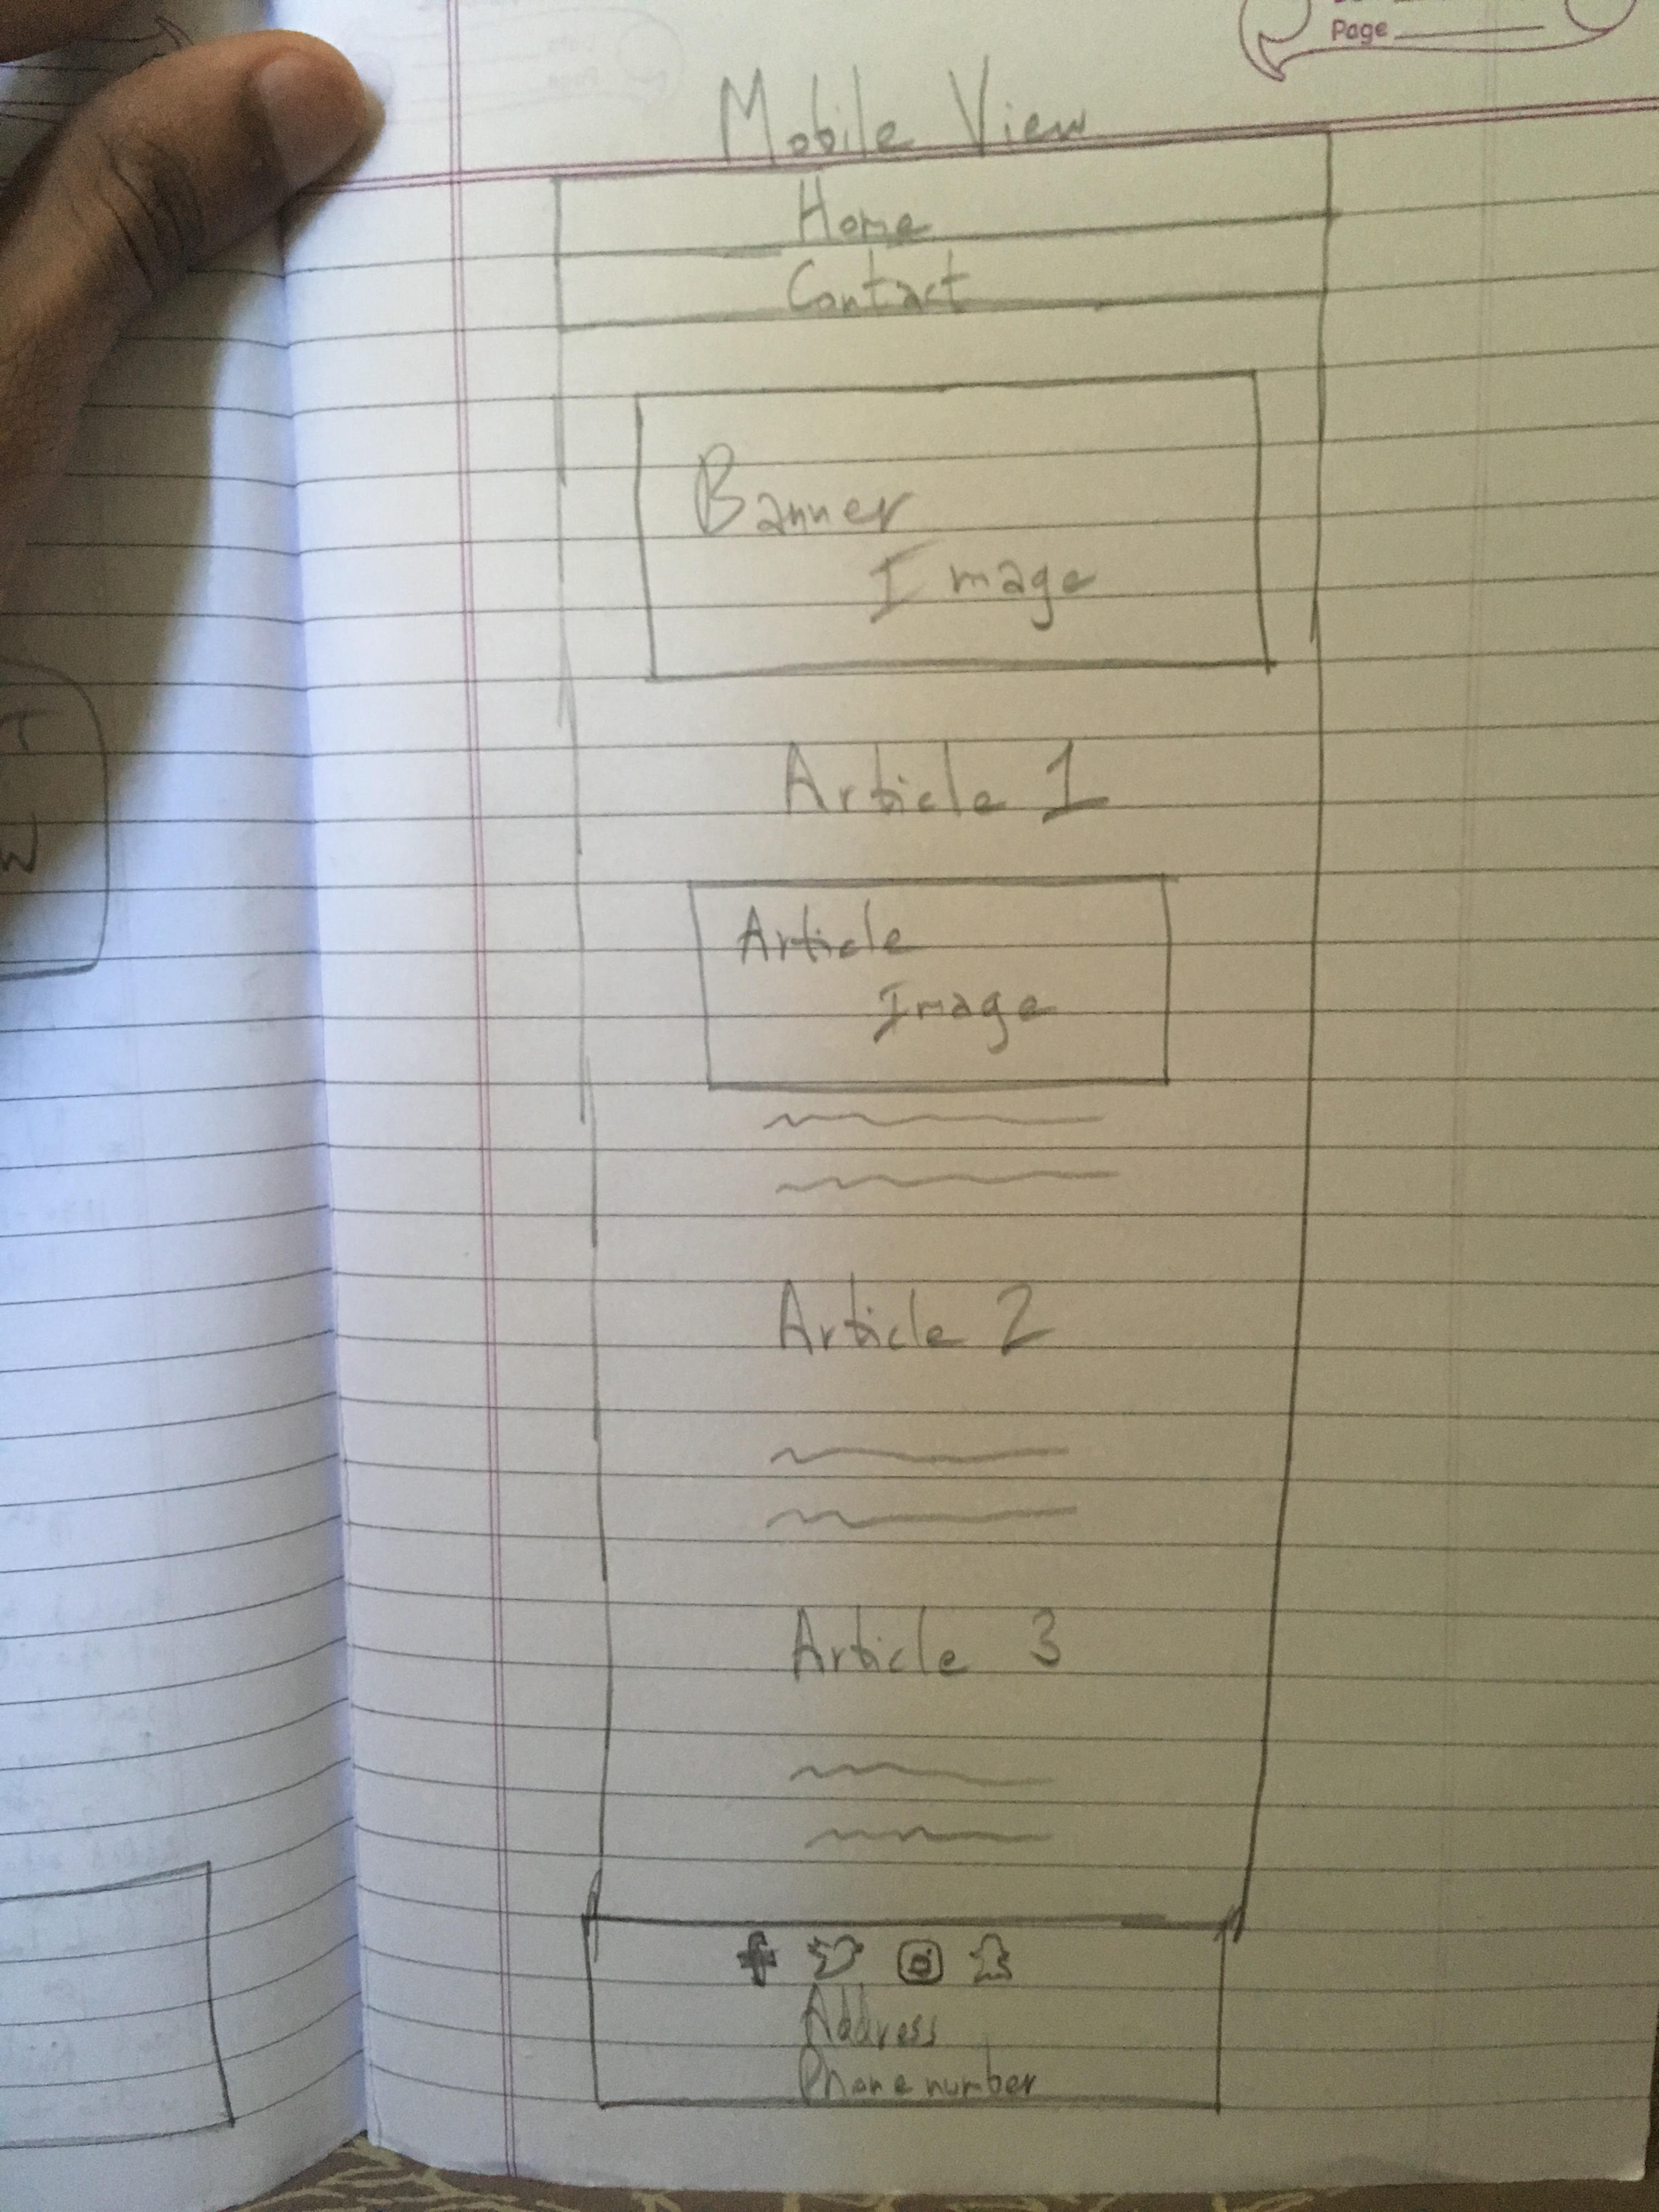 Page
Mobile View
Home
Contact
Banner
Image
Article 1
Article
Image
Article 2
Article 3
Address
Phone number